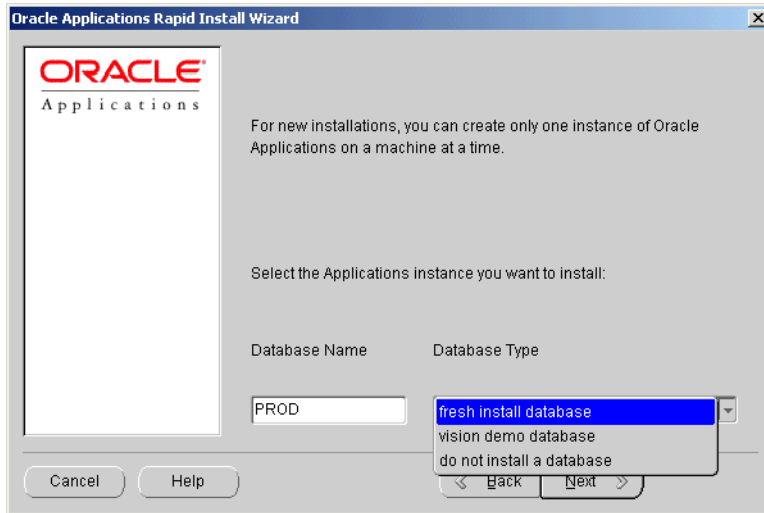 Oracle Applications Rapid Install Wizard
ORACLE
Applications
For new installations, you can create only one instance of Oracle
Applications on a machine at a time.
Select the Applications instance you want to install:
Database Name Database Type
PROD fresh install database
vision demo database
do not install a database
Cancel Help Back Next